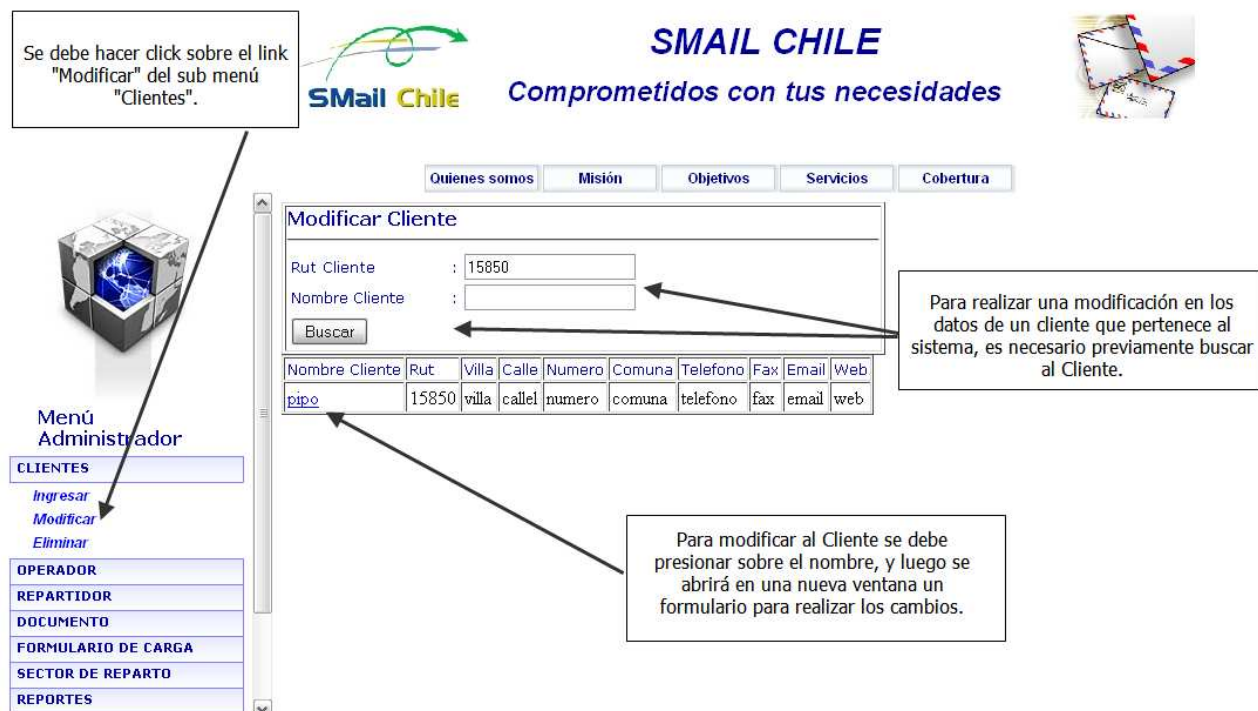 Se debe hacer click sobre el link
"Modificar" del sub menú
"Clientes".
SMail Chile
SMAIL CHILE
Comprometidos con tus necesidades
Quienes somos
Misión
Objetivos
Servicios
Cobertura
Modificar Cliente
Rut Cliente : 15850
Nombre Cliente :
Buscar
Nombre Cliente Rut Villa Calle Numero Comuna Telefono Fax Email Web
pipo 15850 villa callel numero comuna telefono fax email web
Para realizar una modificación en los
datos de un cliente que pertenece al
sistema, es necesario previamente buscar
al Cliente.
Para modificar al Cliente se debe
presionar sobre el nombre, y luego se
abrirá en una nueva ventana un
formulario para realizar los cambios.
Menú
Administrador
CLIENTES
Ingresar
Modificar
Eliminar
OPERADOR
REPARTIDOR
DOCUMENTO
FORMULARIO DE CARGA
SECTOR DE REPARTO
REPORTES